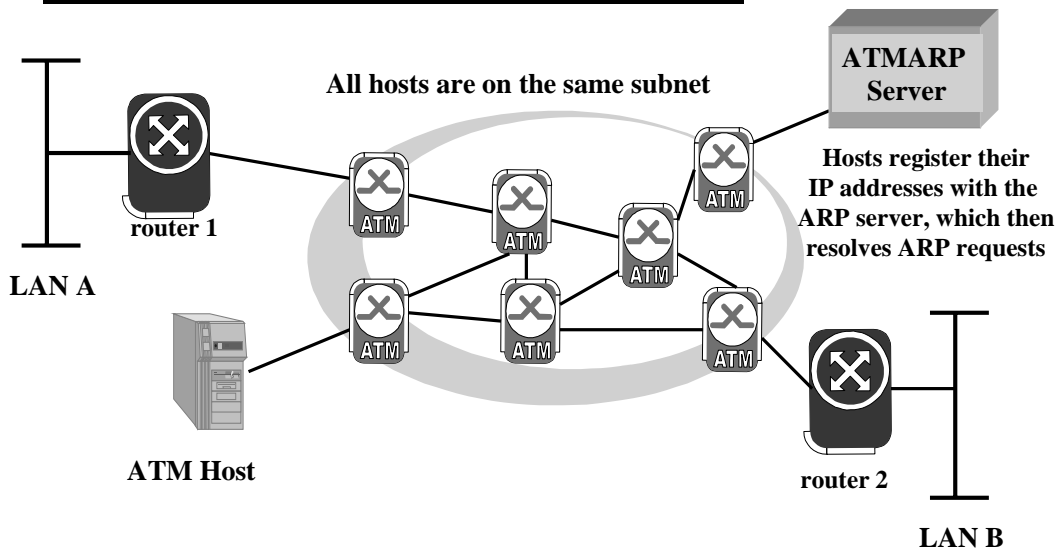 All hosts are on the same subnet
ATMARP
Server
Hosts register their
IP addresses with the
ARP server, which then
resolves ARP requests
router 1
LAN A
ATM
ATM
ATM
ATM
ATM
ATM
ATM
ATM Host
router 2
LAN B